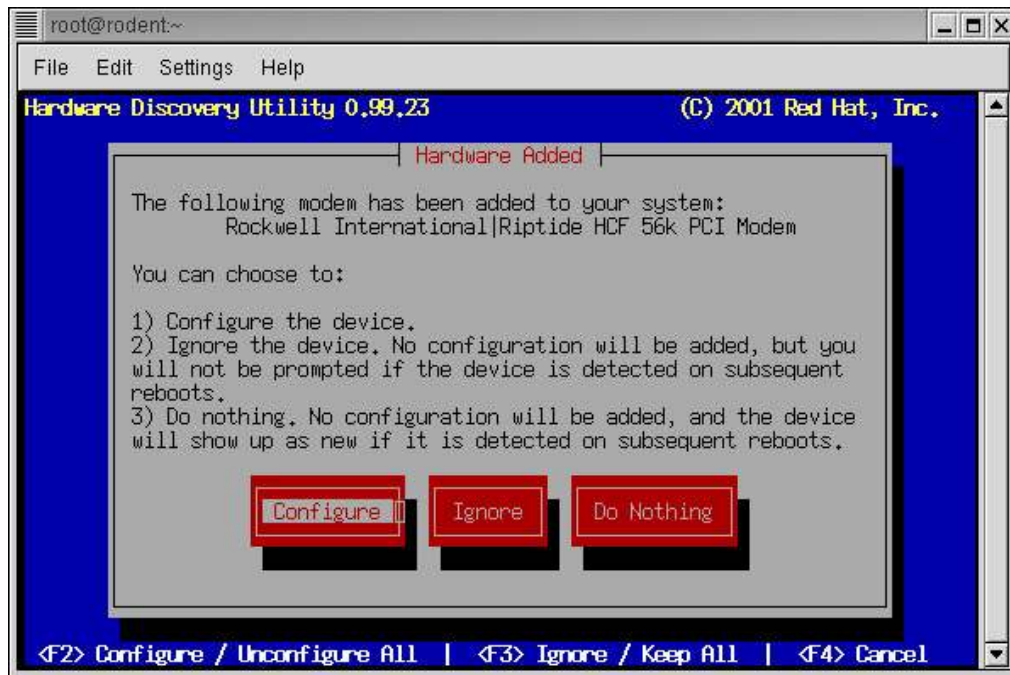 root@rodent:~
File Edit Settings Help
Hardware Discovery Utility 0.99.23 (C) 2001 Red Hat, Inc.
Hardware Added
The following modem has been added to your system:
Rockwell International|Riptide HCF 56k PCI Modem
You can choose to:
1) Configure the device.
2) Ignore the device. No configuration will be added, but you
will not be prompted if the device is detected on subsequent
reboots.
3) Do nothing. No configuration will be added, and the device
will show up as new if it is detected on subsequent reboots.
Configure Ignore Do Nothing
<F2> Configure / Unconfigure All | <F3> Ignore / Keep All | <F4> Cancel